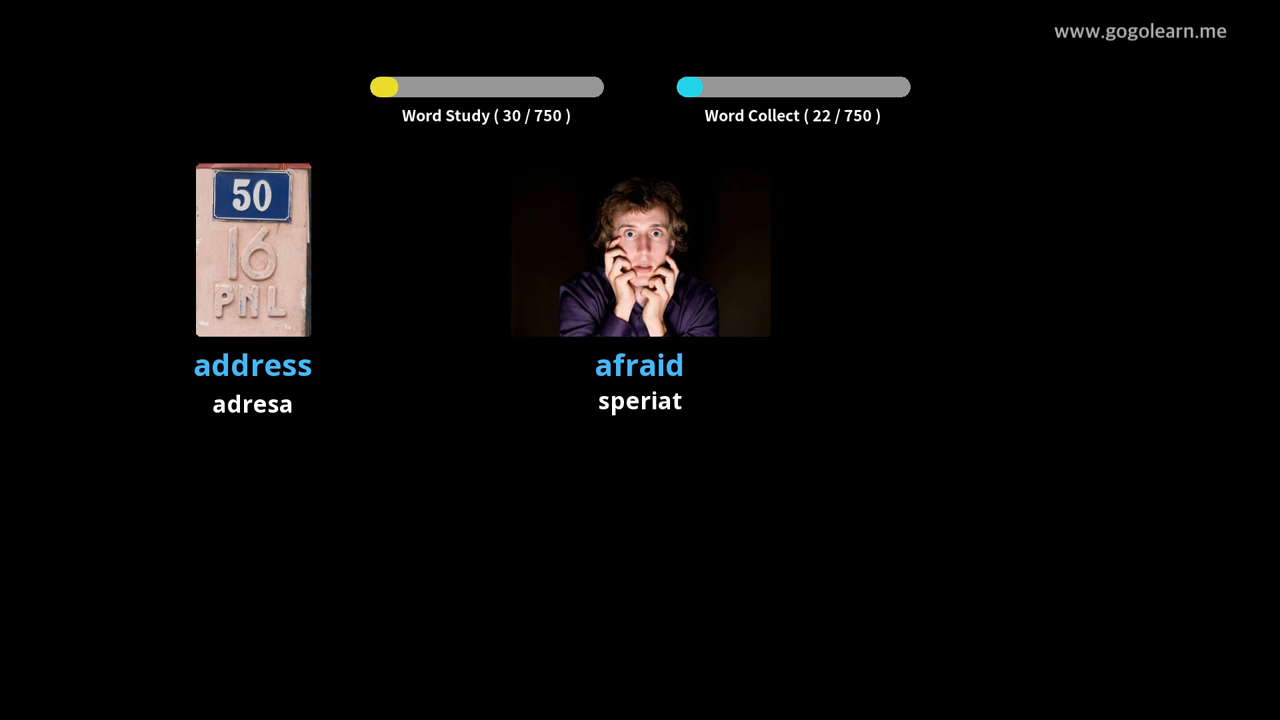 www.gogolearn.me
Word Study ( 30 / 750 )
Word Collect ( 22 / 750 )
50
16
PNL
address
afraid
adresa
speriat